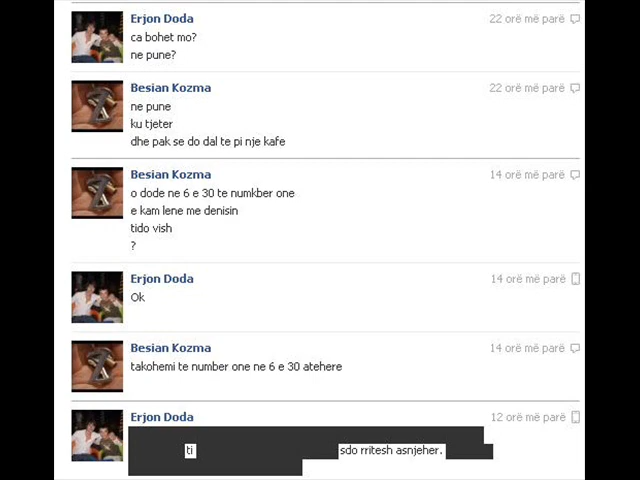 Erjon Doda 22 orë më parë
ca bohet mo?
ne pune?
Besian Kozma 22 orë më parë
ne pune
ku tjeter
dhe pak se do dal te pi nje kafe
Besian Kozma 14 orë më parë
o dode ne 6 e 30 te numkber one
e kam lene me denisin
tido vish
?
Erjon Doda 14 orë më parë
Ok
Besian Kozma 14 orë më parë
takohemi te number one ne 6 e 30 atehere
Erjon Doda 12 orë më parë
ti sdo rritesh asnjeher.